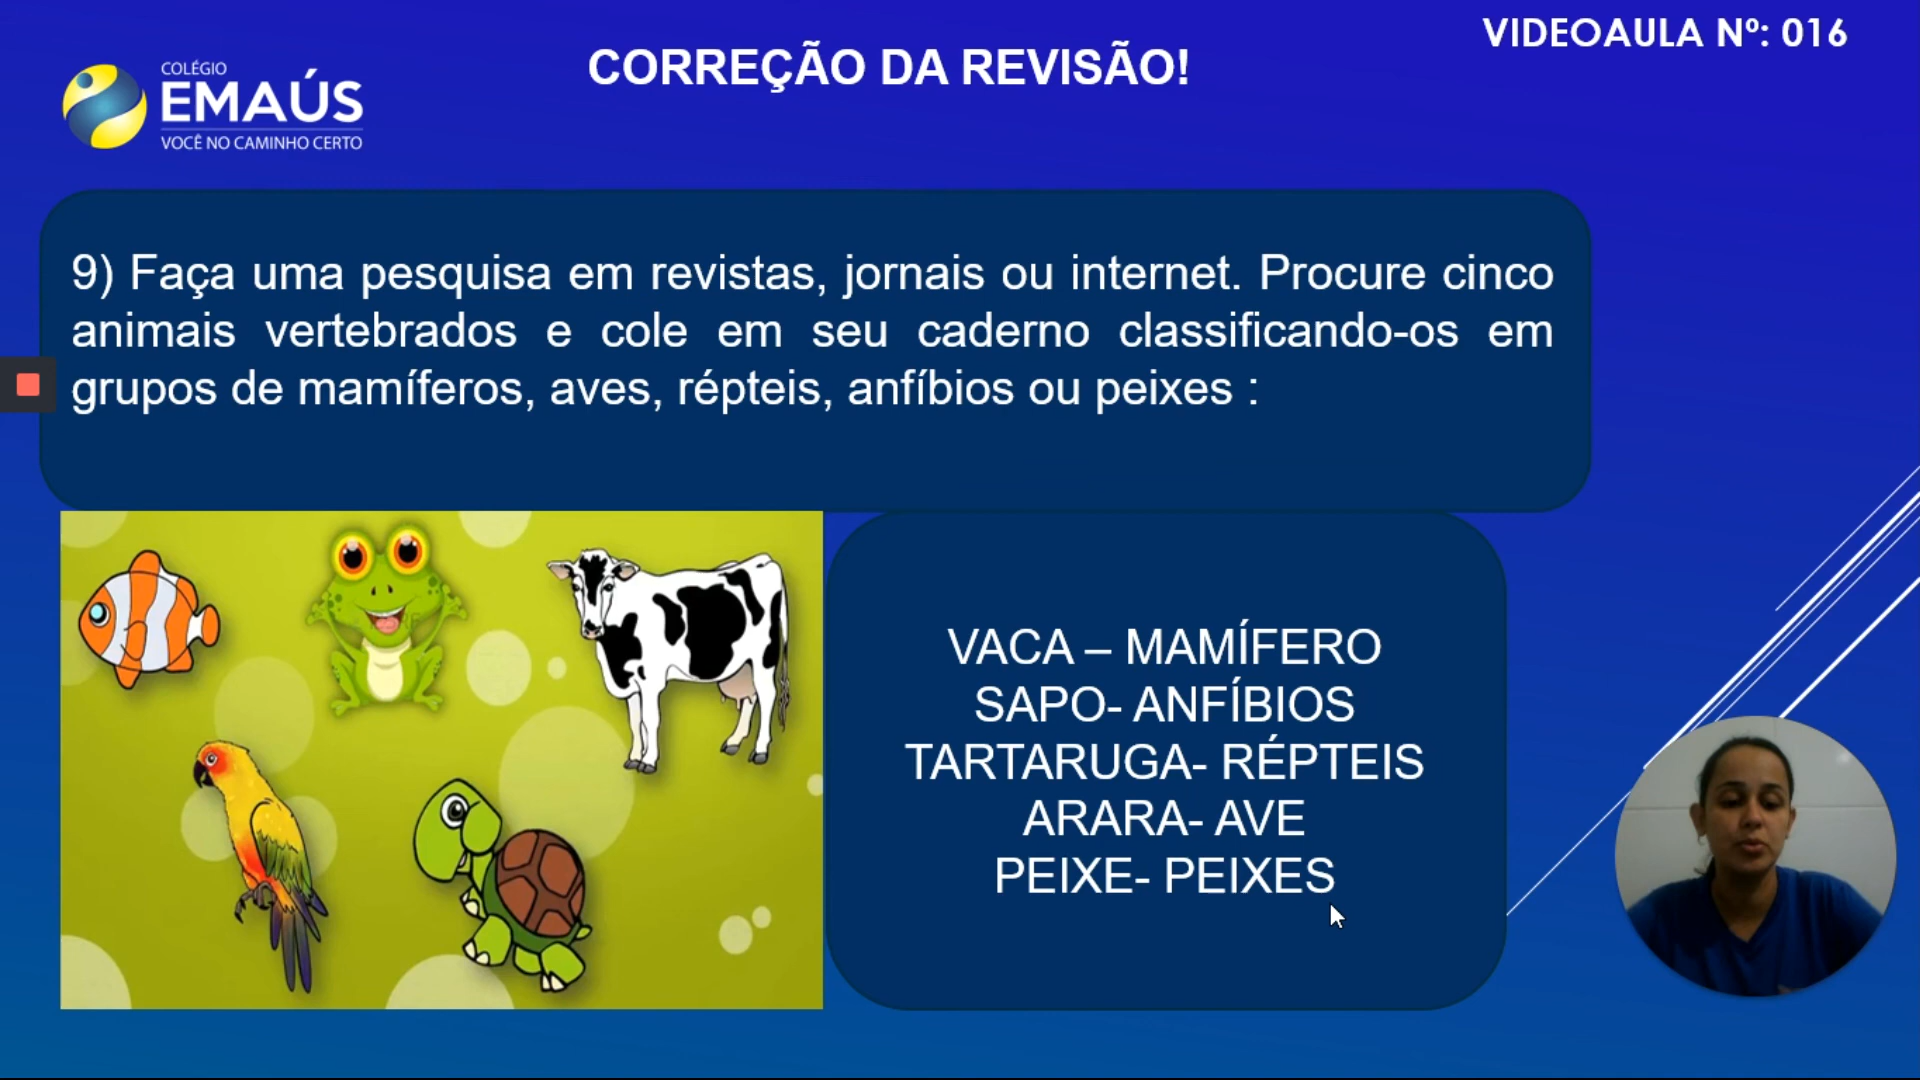 VIDEOAULA Nº: 016
CORREÇÃO DA REVISÃO!
COLÉGIO
EMAÚS
VOCÊ NO CAMINHO CERTO
9) Faça uma pesquisa em revistas, jornais ou internet. Procure cinco
animais vertebrados e cole em seu caderno classificando-os em
grupos de mamíferos, aves, répteis, anfíbios ou peixes :
VACA – MAMÍFERO
SAPO- ANFÍBIOS
TARTARUGA- RÉPTEIS
ARARA- AVE
PEIXE- PEIXES